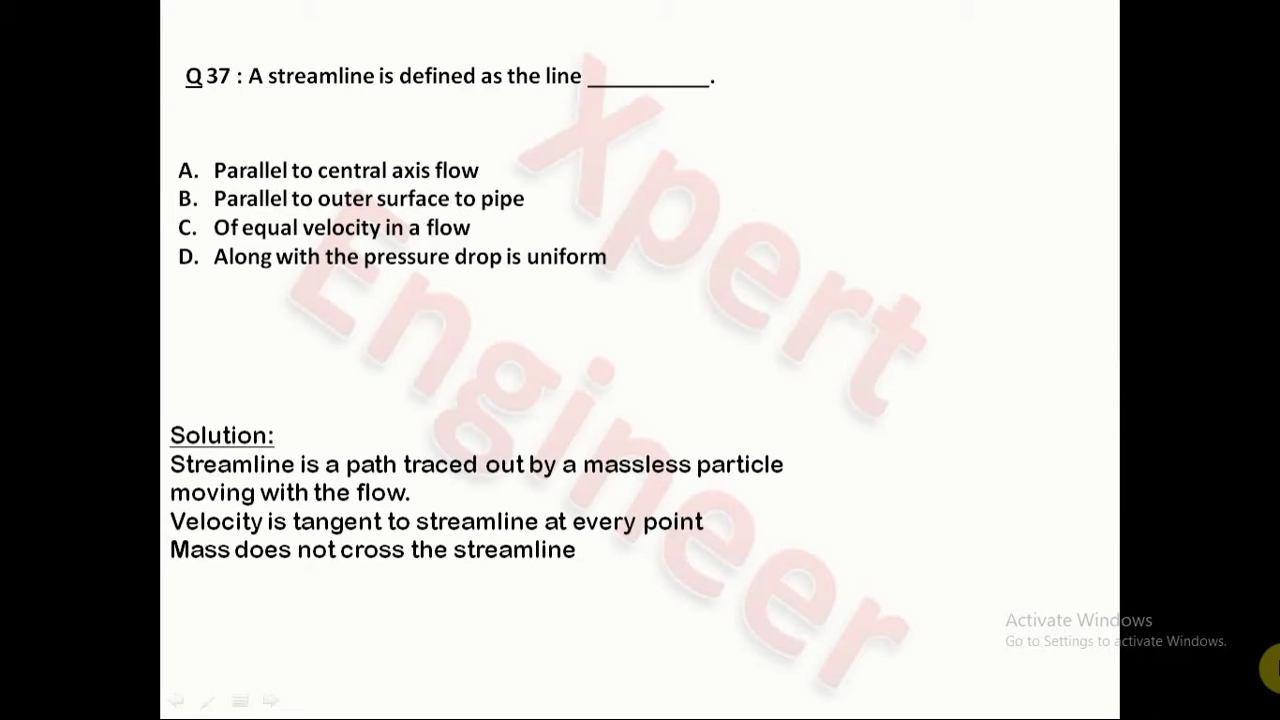 Q 37 : A streamline is defined as the line __________.
A. Parallel to central axis flow
B. Parallel to outer surface to pipe
C. Of equal velocity in a flow
D. Along with the pressure drop is uniform
Xpert
Engineer
Solution:
Streamline is a path traced out by a massless particle
moving with the flow.
Velocity is tangent to streamline at every point
Mass does not cross the streamline
Activate Windows
Go to Settings to activate Windows.